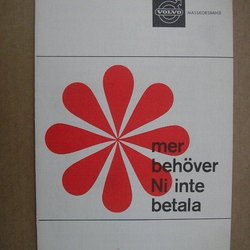 VOLVO
mer
behöver
Ni inte
betala